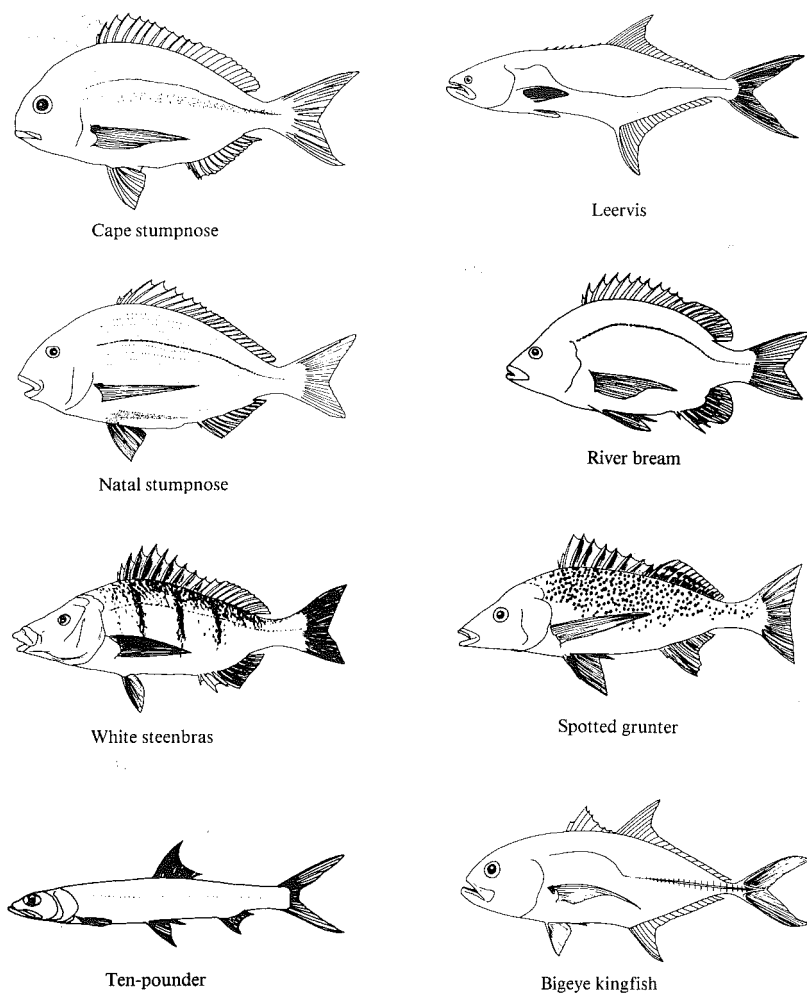 Cape stumpnose
Leervis
Natal stumpnose
River bream
White steenbras
Spotted grunter
Ten-pounder
Bigeye kingfish